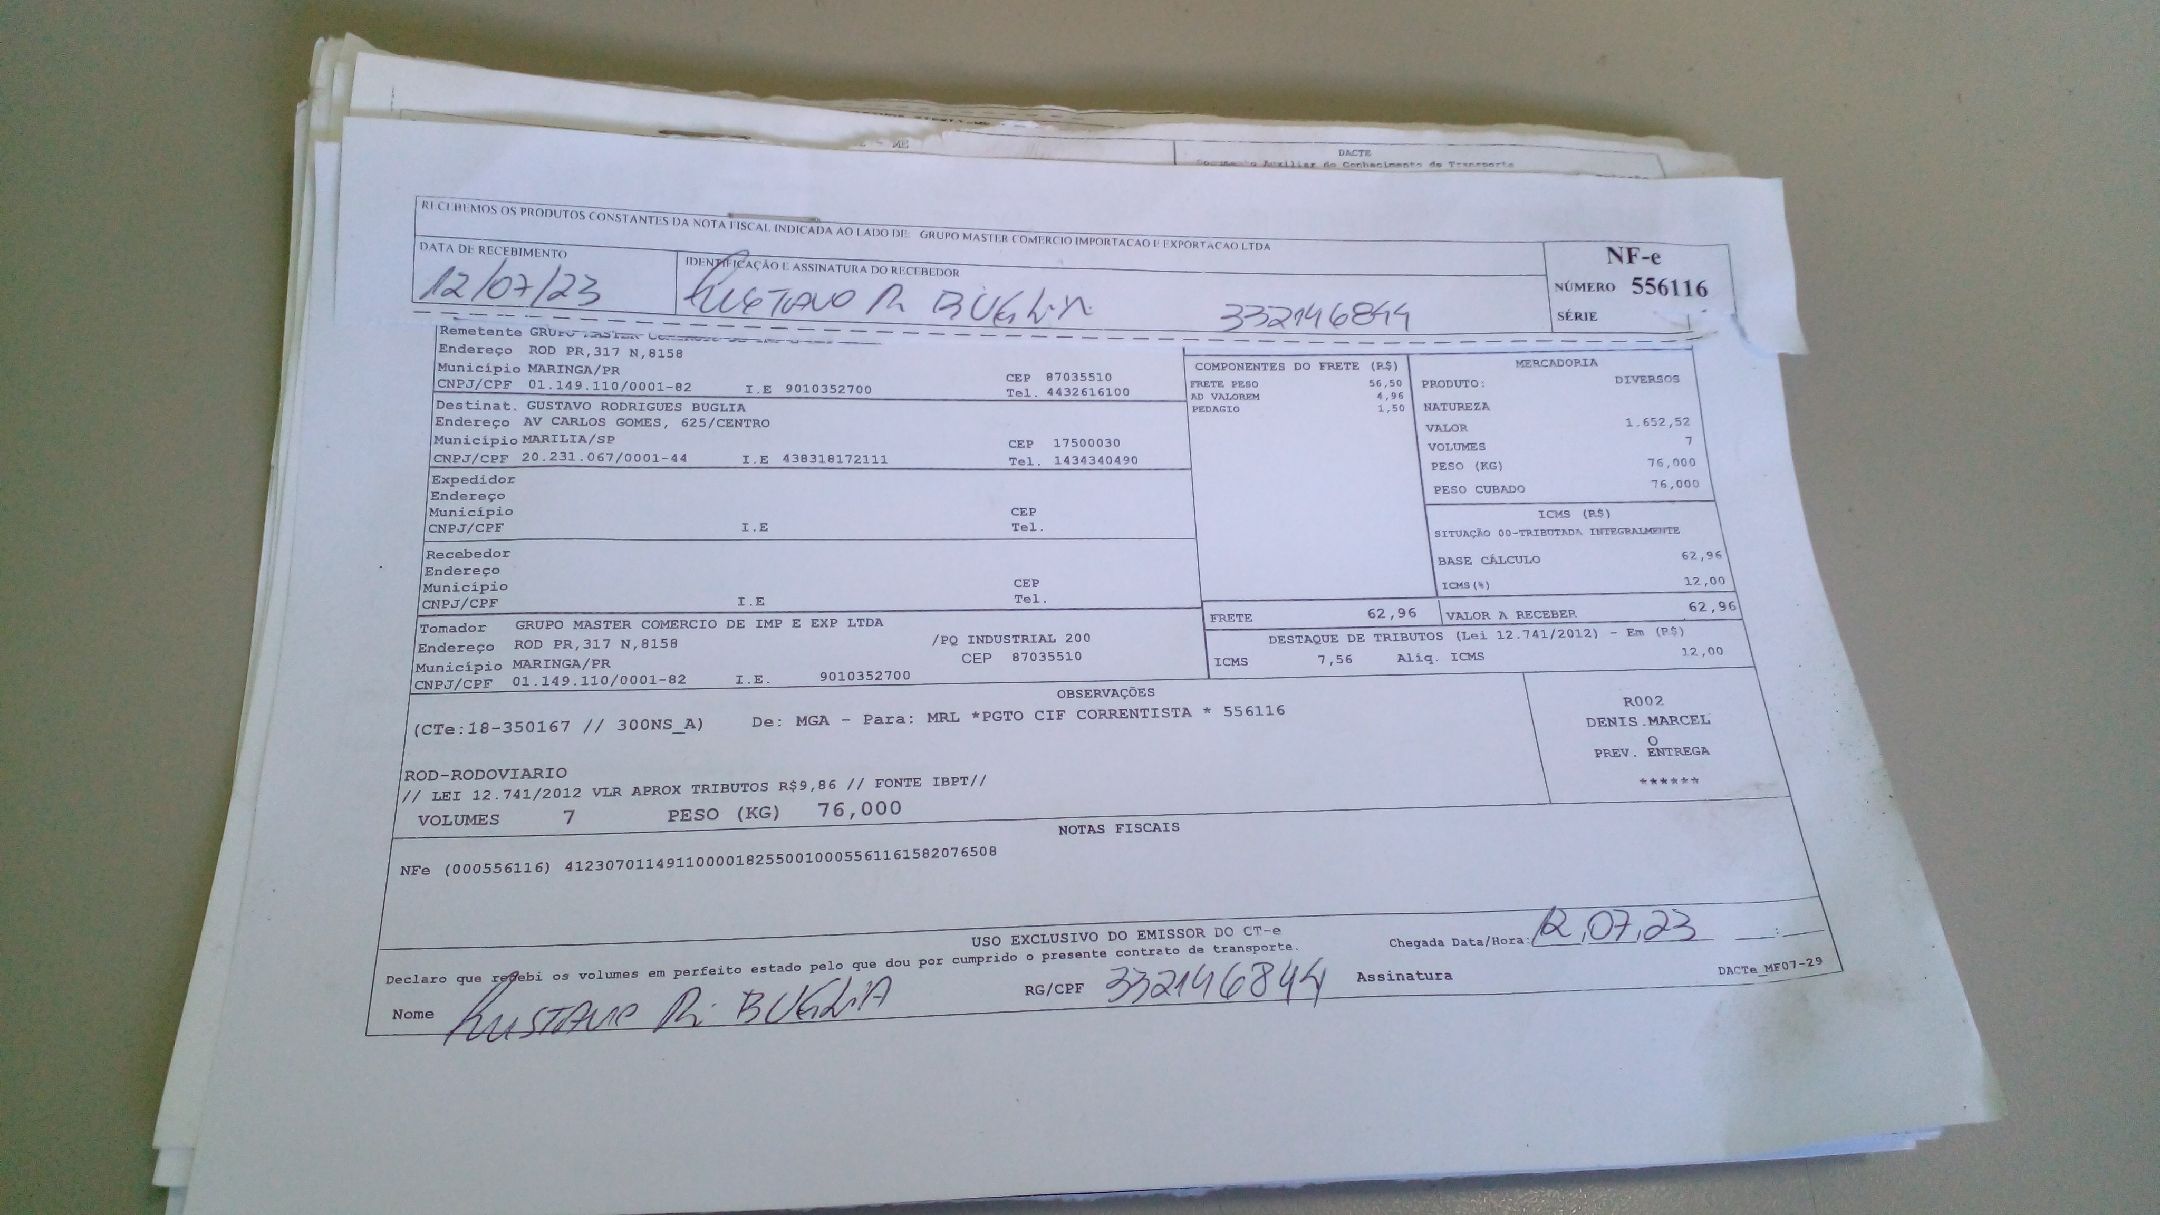 DACTE
Documento Auxiliar do Conhecimento de Transporte
RECEBEMOS OS PRODUTOS CONSTANTES DA NOTA FISCAL INDICADA AO LADO DE: GRUPO MASTER COMERCIO IMPORTACAO E EXPORTACAO LTDA
DATA DE RECEBIMENTO
12/07/23
IDENTIFICAÇÃO E ASSINATURA DO RECEBEDOR
GUSTAVO R. BUGLIA 332146844
NF-e
NÚMERO 556116
SÉRIE
Remetente GRUPO MASTER
Endereço ROD PR,317 N,8158
Município MARINGA/PR CEP 87035510
CNPJ/CPF 01.149.110/0001-82 I.E 9010352700 Tel. 4432616100
Destinat. GUSTAVO RODRIGUES BUGLIA
Endereço AV CARLOS GOMES, 625/CENTRO
Município MARILIA/SP CEP 17500030
CNPJ/CPF 20.231.067/0001-44 I.E 438318172111 Tel. 1434340490
Expedidor
Endereço
Município CEP
CNPJ/CPF I.E Tel.
Recebedor
Endereço
Município CEP
CNPJ/CPF I.E Tel.
Tomador GRUPO MASTER COMERCIO DE IMP E EXP LTDA
Endereço ROD PR,317 N,8158 /PQ INDUSTRIAL 200
Município MARINGA/PR CEP 87035510
CNPJ/CPF 01.149.110/0001-82 I.E. 9010352700
COMPONENTES DO FRETE (R$)
FRETE PESO 56,50
AD VALOREM 4,96
PEDAGIO 1,50
MERCADORIA
PRODUTO: DIVERSOS
NATUREZA
VALOR 1.652,52
VOLUMES 7
PESO (KG) 76,000
PESO CUBADO 76,000
ICMS (R$)
SITUAÇÃO 00-TRIBUTADA INTEGRALMENTE
BASE CÁLCULO 62,96
ICMS(%) 12,00
FRETE 62,96 VALOR A RECEBER 62,96
DESTAQUE DE TRIBUTOS (Lei 12.741/2012) - Em (R$)
ICMS 7,56 Aliq. ICMS 12,00
OBSERVAÇÕES
(CTe:18-350167 // 300NS_A) De: MGA - Para: MRL *PGTO CIF CORRENTISTA * 556116
ROD-RODOVIARIO
// LEI 12.741/2012 VLR APROX TRIBUTOS R$9,86 // FONTE IBPT//
VOLUMES 7 PESO (KG) 76,000
R002
DENIS.MARCEL
O
PREV. ENTREGA
******
NOTAS FISCAIS
NFe (000556116) 41230701149110000182550010005561161582076508
USO EXCLUSIVO DO EMISSOR DO CT-e
Declaro que recebi os volumes em perfeito estado pelo que dou por cumprido o presente contrato de transporte.
Chegada Data/Hora: 12,07,23 __:__
Nome GUSTAVO R. BUGLIA RG/CPF 332146844 Assinatura
DACTe_MF07-29